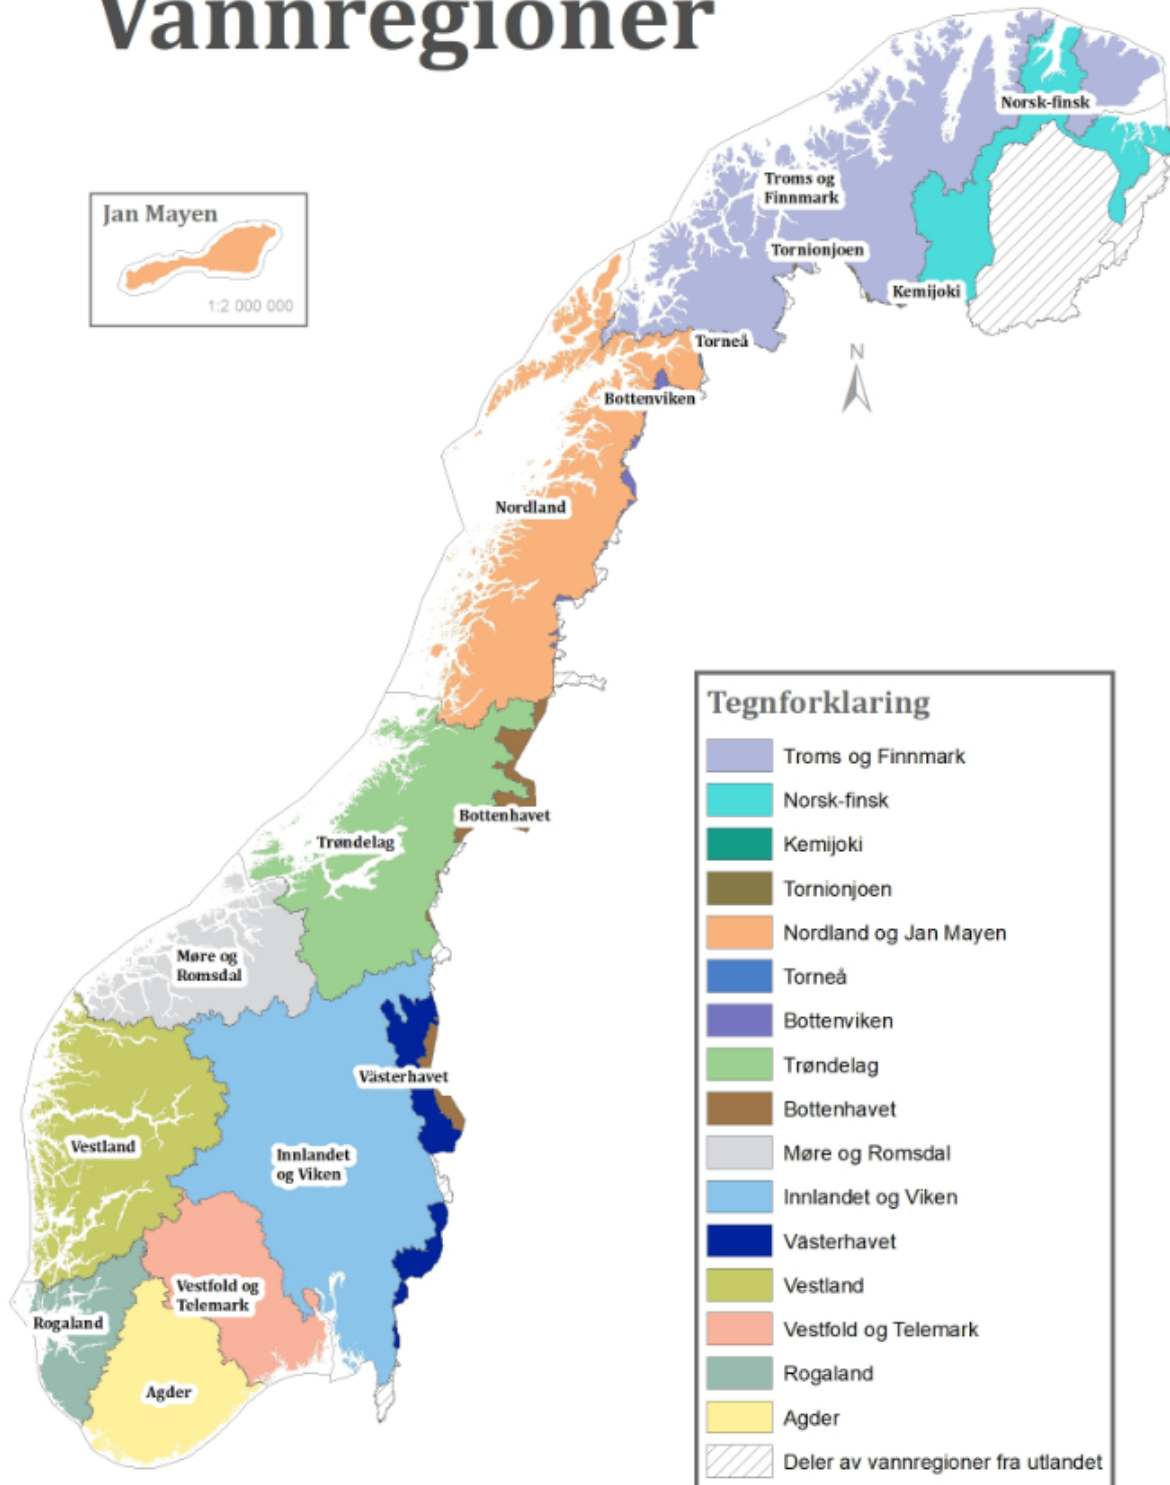 Vannregioner
Jan Mayen
1:2 000 000
Norsk-finsk
Troms og
Finnmark
Tornionjoen
Kemijoki
Torneå
N
Bottenviken
Nordland
Bottenhavet
Trøndelag
Møre og
Romsdal
Västerhavet
Vestland
Innlandet
og Viken
Vestfold og
Telemark
Rogaland
Agder
Tegnforklaring
Troms og Finnmark
Norsk-finsk
Kemijoki
Tornionjoen
Nordland og Jan Mayen
Torneå
Bottenviken
Trøndelag
Bottenhavet
Møre og Romsdal
Innlandet og Viken
Västerhavet
Vestland
Vestfold og Telemark
Rogaland
Agder
Deler av vannregioner fra utlandet